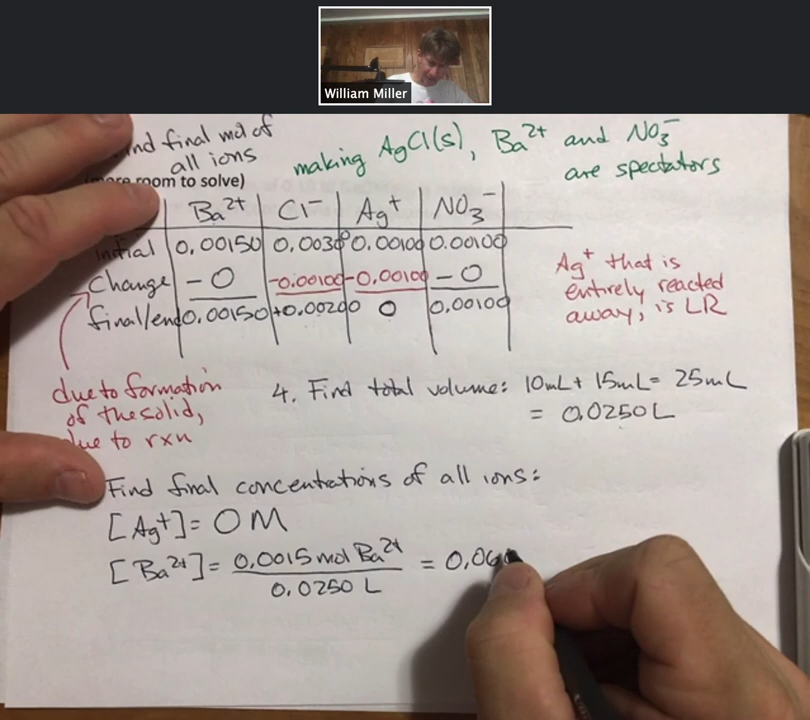 William Miller
nd final mol of
all ions
making AgCl(s), Ba²⁺ and NO₃⁻
are spectators
room to solve)
Ba²⁺ Cl⁻ Ag⁺ NO₃⁻
Initial 0.00150 0.00300 0.00100 0.00100
Change - 0 -0.00100 -0.00100 - 0
final/end 0.00150 +0.00200 0 0.00100
Ag⁺ that is
entirely reacted
away, is LR
due to formation
of the solid,
due to rxn
4. Find total volume: 10mL + 15mL = 25mL
= 0.0250 L
Find final concentrations of all ions:
[Ag⁺] = 0 M
[Ba²⁺] = 0.0015 mol Ba²⁺ = 0.06
0.0250 L